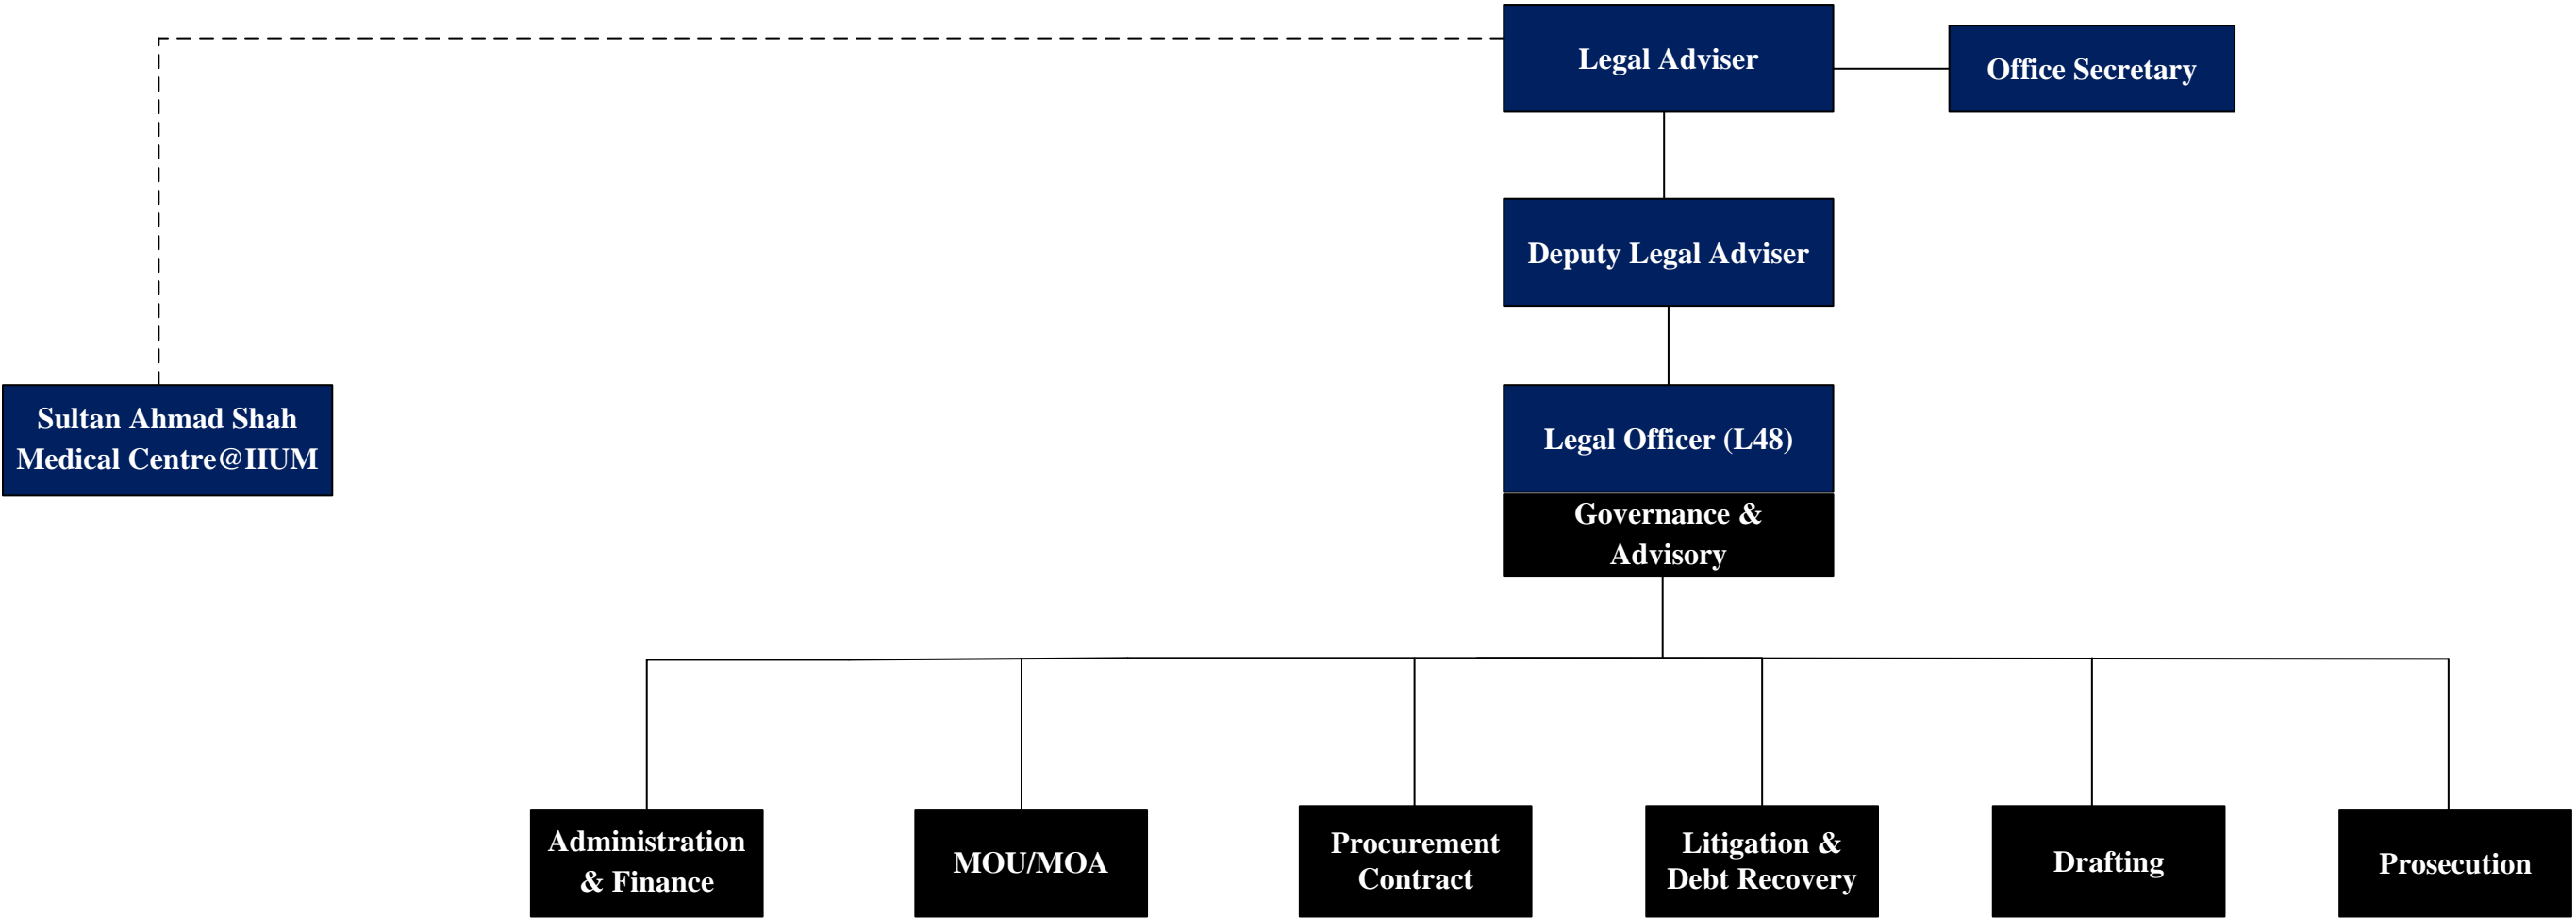 Legal Adviser
Office Secretary
Deputy Legal Adviser
Sultan Ahmad Shah
Medical Centre@IIUM
Legal Officer (L48)
Governance &
Advisory
Administration
& Finance
MOU/MOA
Procurement
Contract
Litigation &
Debt Recovery
Drafting
Prosecution